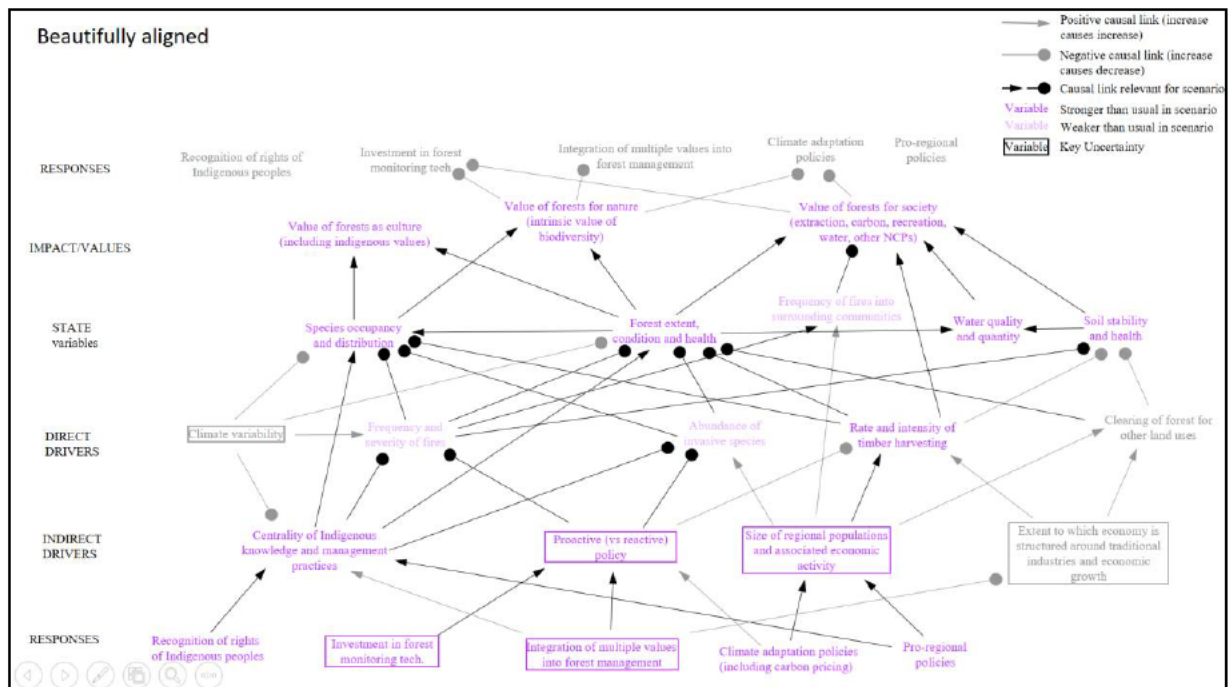 Beautifully aligned
Positive causal link (increase
causes increase)
Negative causal link (increase
causes decrease)
Causal link relevant for scenario
Variable Stronger than usual in scenario
Variable Weaker than usual in scenario
Variable Key Uncertainty
RESPONSES
Recognition of rights of
Indigenous peoples
Investment in forest
monitoring tech.
Integration of multiple values into
forest management
Climate adaptation
policies
Pro-regional
policies
IMPACT/VALUES
Value of forests as culture
(including indigenous values)
Value of forests for nature
(intrinsic value of
biodiversity)
Value of forests for society
(extraction, carbon, recreation,
water, other NCPs)
STATE
variables
Species occupancy
and distribution
Forest extent,
condition and health
Frequency of fires into
surrounding communities
Water quality
and quantity
Soil stability
and health
DIRECT
DRIVERS
Climate variability
Frequency and
severity of fires
Abundance of
invasive species
Rate and intensity of
timber harvesting
Clearing of forest for
other land uses
INDIRECT
DRIVERS
Centrality of Indigenous
knowledge and management
practices
Proactive (vs reactive)
policy
Size of regional populations
and associated economic
activity
Extent to which economy is
structured around traditional
industries and economic
growth
RESPONSES
Recognition of rights
of Indigenous peoples
Investment in forest
monitoring tech.
Integration of multiple values
into forest management
Climate adaptation policies
(including carbon pricing)
Pro-regional
policies